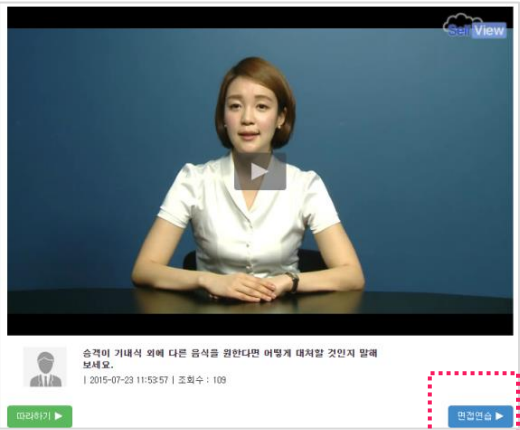 Self View
승객이 기내식 외에 다른 음식을 원한다면 어떻게 대처할 것인지 말해
보세요.
| 2015-07-23 11:53:57 | 조회수 : 109
따라하기 ▶
면접연습 ▶